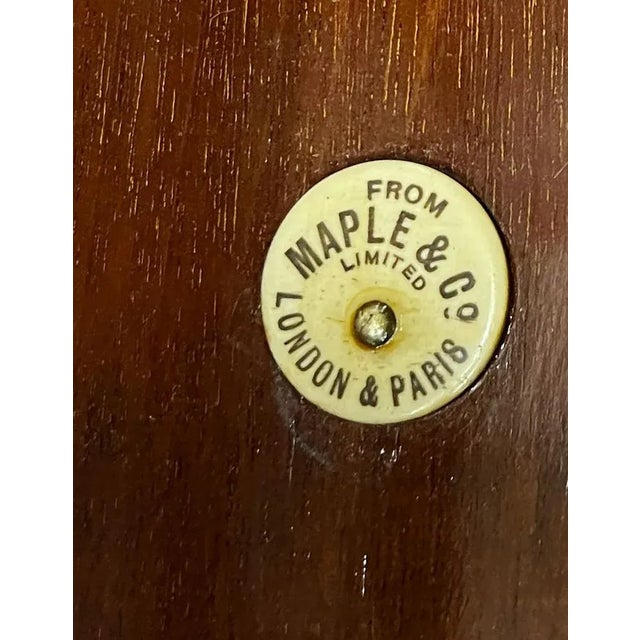 FROM
MAPLE & Cº
LIMITED
LONDON & PARIS